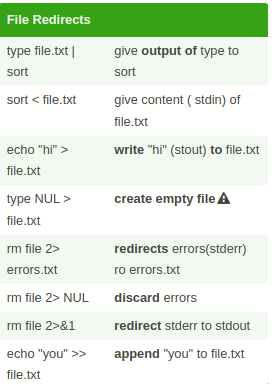 File Redirects
type file.txt | give output of type to
sort sort
sort < file.txt give content ( stdin) of
file.txt
echo "hi" > write "hi" (stout) to file.txt
file.txt
type NUL > create empty file⚠
file.txt
rm file 2> redirects errors(stderr)
errors.txt ro errors.txt
rm file 2> NUL discard errors
rm file 2>&1 redirect stderr to stdout
echo "you" >> append "you" to file.txt
file.txt